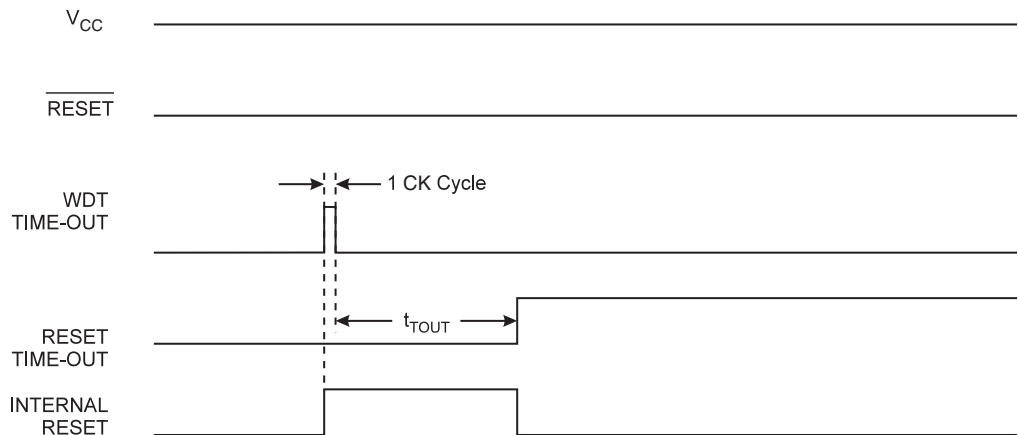 VCC
RESET
1 CK Cycle
WDT
TIME-OUT
tTOUT
RESET
TIME-OUT
INTERNAL
RESET